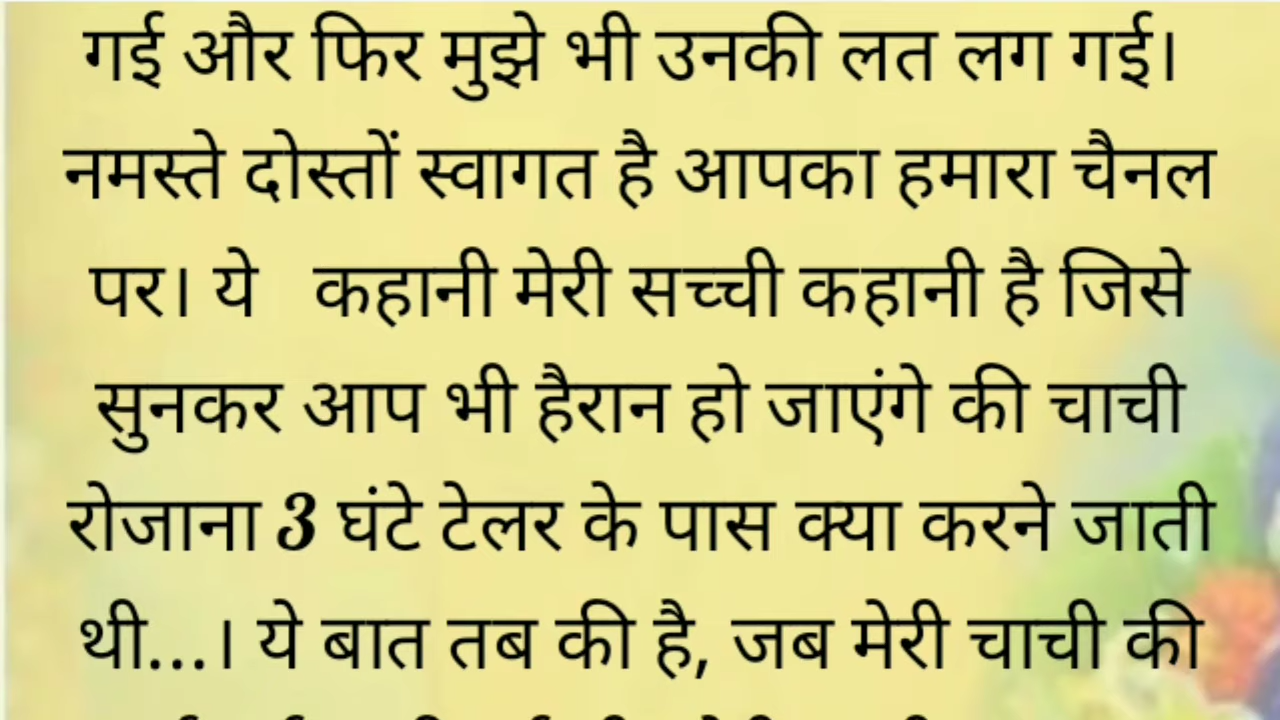 गई और फिर मुझे भी उनकी लत लग गई।
नमस्ते दोस्तों स्वागत है आपका हमारा चैनल
पर। ये कहानी मेरी सच्ची कहानी है जिसे
सुनकर आप भी हैरान हो जाएंगे की चाची
रोजाना 3 घंटे टेलर के पास क्या करने जाती
थी...। ये बात तब की है, जब मेरी चाची की